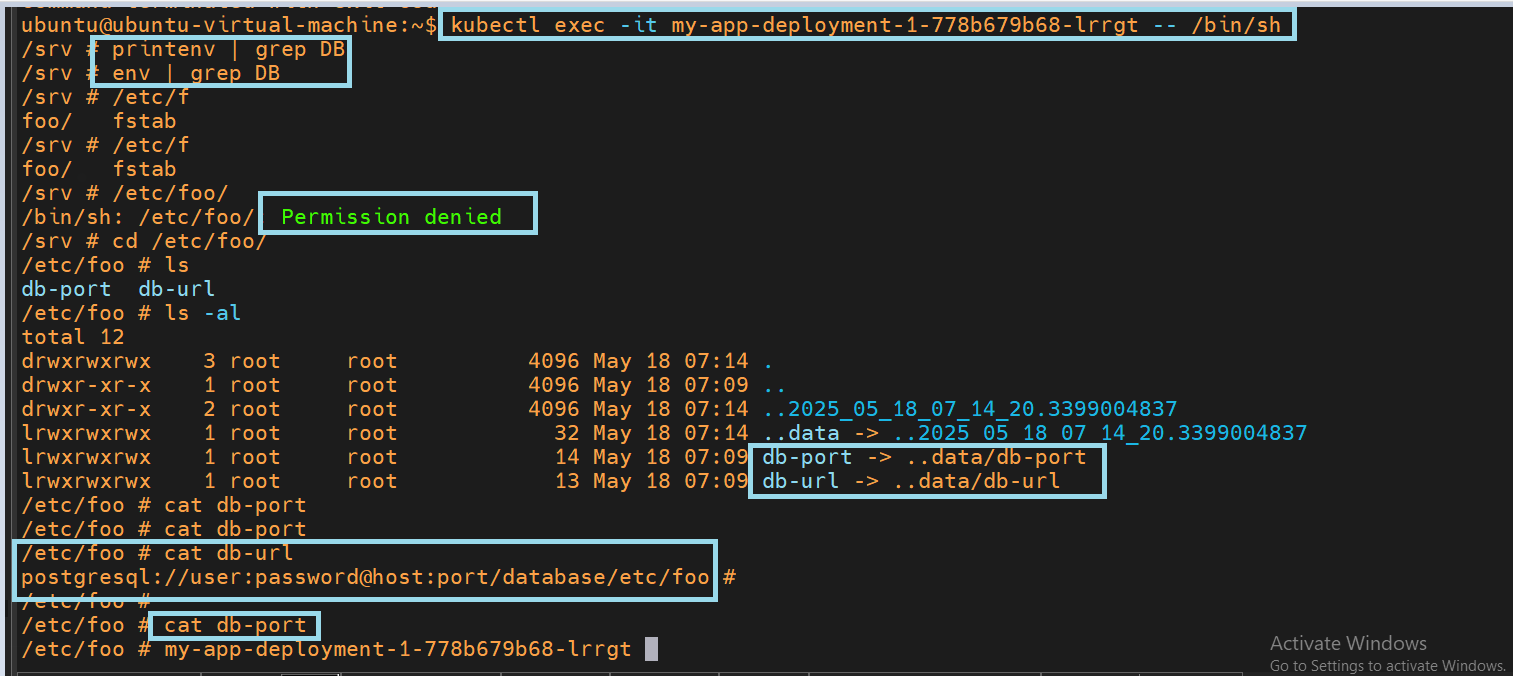 ubuntu@ubuntu-virtual-machine:~$ kubectl exec -it my-app-deployment-1-778b679b68-lrrgt -- /bin/sh
/srv # printenv | grep DB
/srv # env | grep DB
/srv # /etc/f
foo/   fstab
/srv # /etc/f
foo/   fstab
/srv # /etc/foo/
/bin/sh: /etc/foo/: Permission denied
/srv # cd /etc/foo/
/etc/foo # ls
db-port  db-url
/etc/foo # ls -al
total 12
drwxrwxrwx    3 root     root          4096 May 18 07:14 .
drwxr-xr-x    1 root     root          4096 May 18 07:09 ..
drwxr-xr-x    2 root     root          4096 May 18 07:14 ..2025_05_18_07_14_20.3399004837
lrwxrwxrwx    1 root     root            32 May 18 07:14 ..data -> ..2025_05_18_07_14_20.3399004837
lrwxrwxrwx    1 root     root            14 May 18 07:09 db-port -> ..data/db-port
lrwxrwxrwx    1 root     root            13 May 18 07:09 db-url -> ..data/db-url
/etc/foo # cat db-port
/etc/foo # cat db-port
/etc/foo # cat db-url
postgresql://user:password@host:port/database/etc/foo #
/etc/foo #
/etc/foo # cat db-port
/etc/foo # my-app-deployment-1-778b679b68-lrrgt
Activate Windows
Go to Settings to activate Windows.